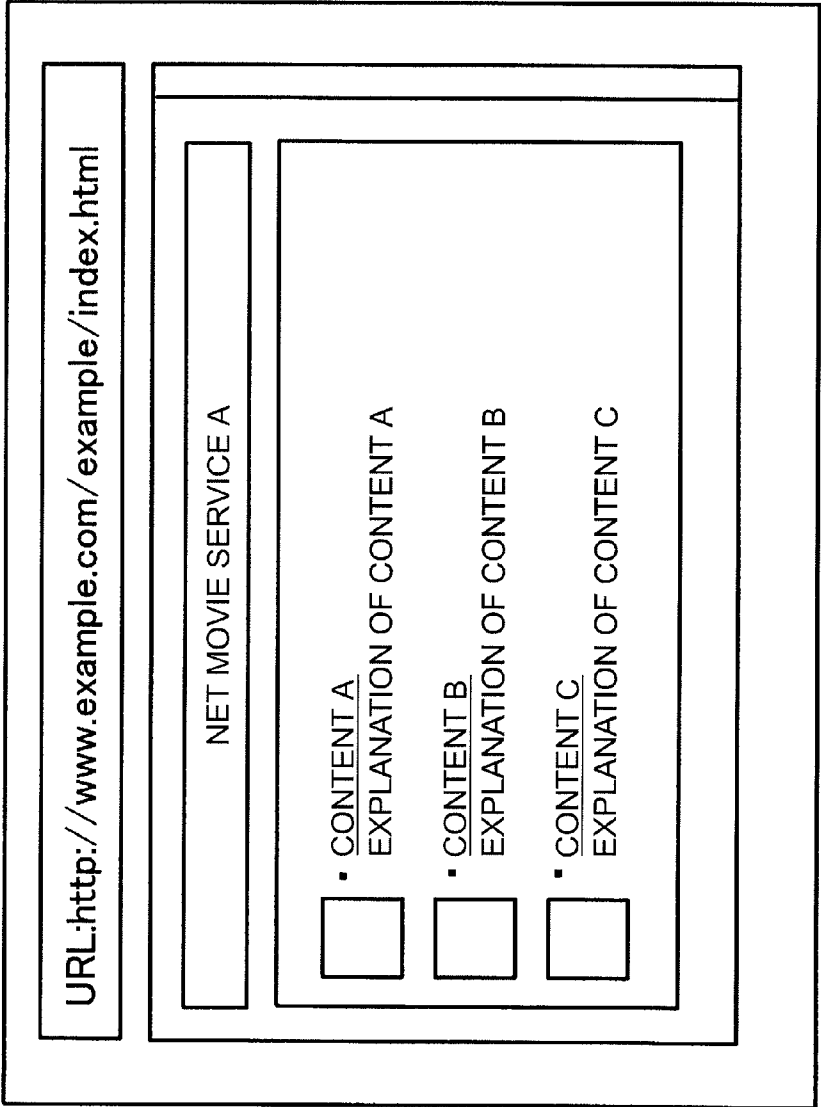 URL:http://www.example.com/example/index.html
NET MOVIE SERVICE A
▪ CONTENT A
EXPLANATION OF CONTENT A
▪ CONTENT B
EXPLANATION OF CONTENT B
▪ CONTENT C
EXPLANATION OF CONTENT C